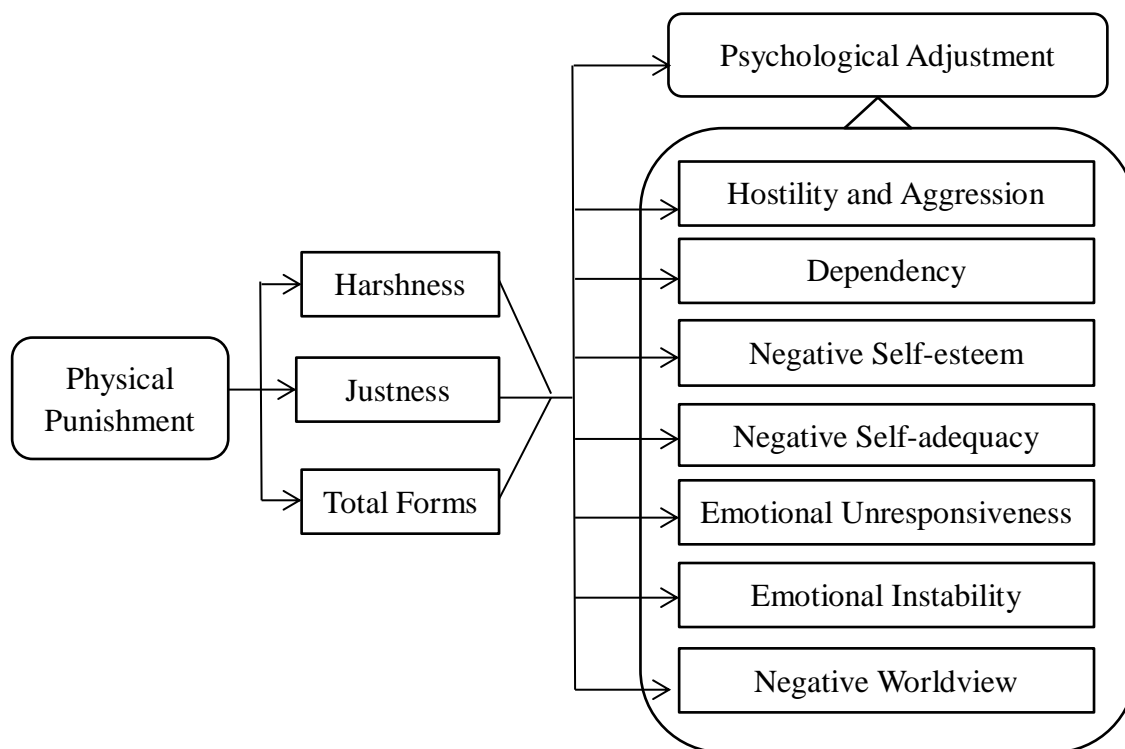 Physical
Punishment
Harshness
Justness
Total Forms
Psychological Adjustment
Hostility and Aggression
Dependency
Negative Self-esteem
Negative Self-adequacy
Emotional Unresponsiveness
Emotional Instability
Negative Worldview